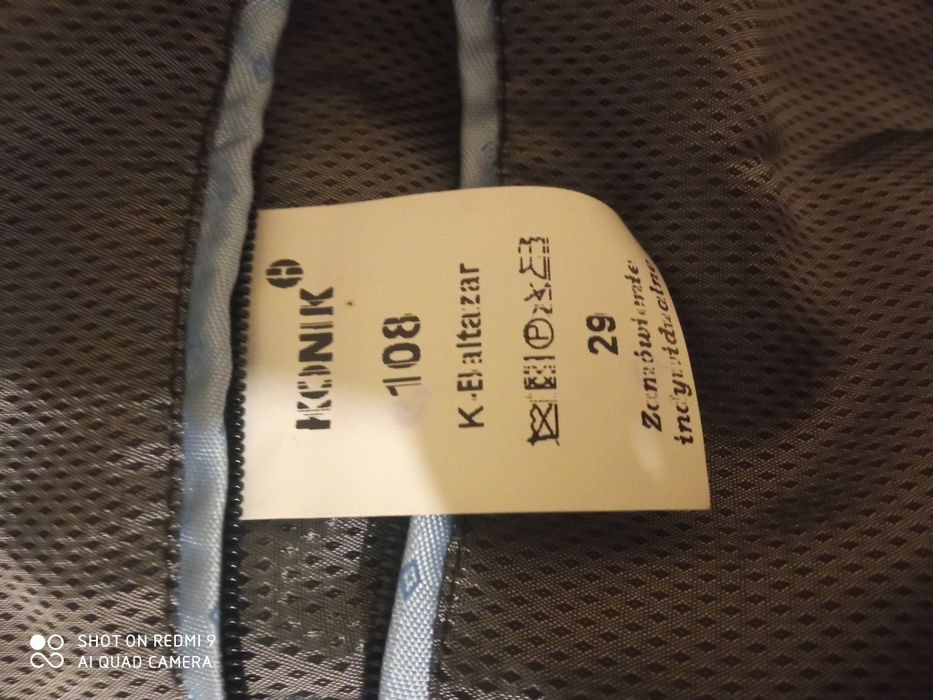 KONIK H
108
K-Baltazar
P
29
Zamówienie
indywidualne
SHOT ON REDMI 9
AI QUAD CAMERA